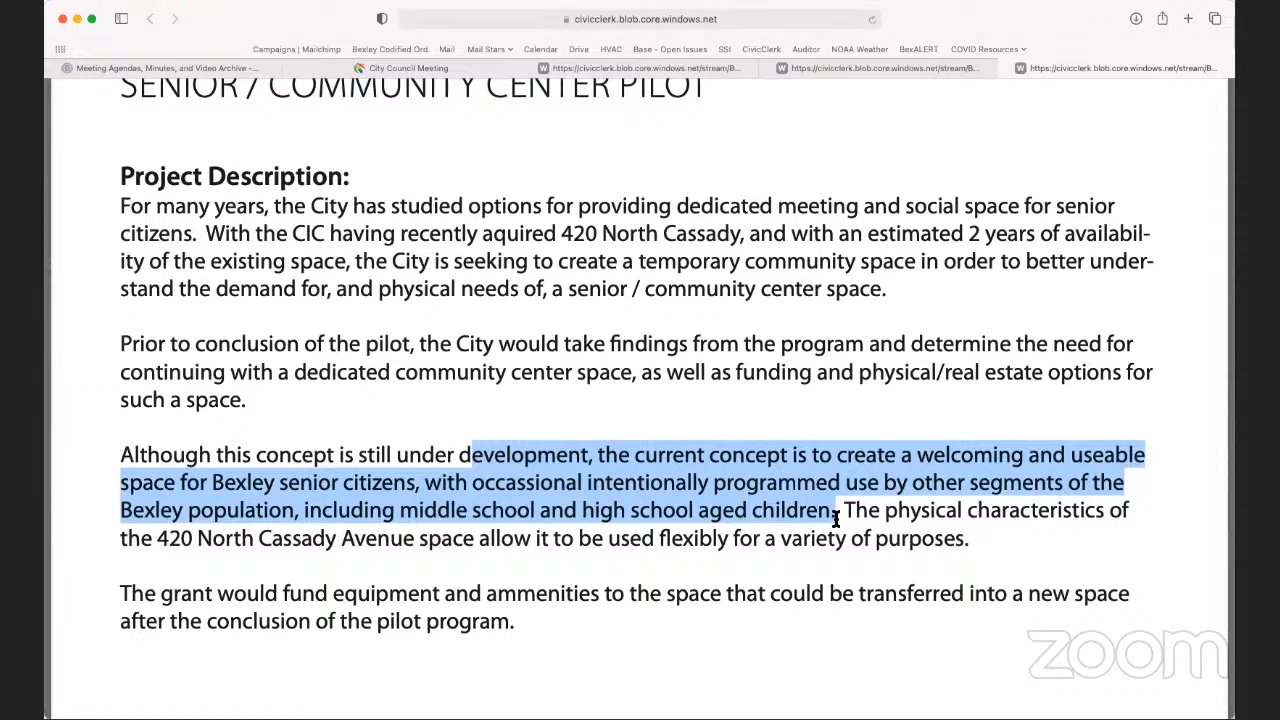 civicclerk.blob.core.windows.net
Campaigns | Mailchimp Bexley Codified Ord Mail Mail Stars Calendar Drive HVAC Base - Open Issues SSI CivicClerk Auditor NOAA Weather BexALERT COVID Resources
Meeting Agendas, Minutes, and Video Archive -... City Council Meeting https://civicclerk.blob.core.windows.net/stream/B... https://civicclerk.blob.core.windows.net/stream/B... https://civicclerk.blob.core.windows.net/stream/B...
SENIOR / COMMUNITY CENTER PILOT
Project Description:
For many years, the City has studied options for providing dedicated meeting and social space for senior
citizens. With the CIC having recently aquired 420 North Cassady, and with an estimated 2 years of availabil-
ity of the existing space, the City is seeking to create a temporary community space in order to better under-
stand the demand for, and physical needs of, a senior / community center space.
Prior to conclusion of the pilot, the City would take findings from the program and determine the need for
continuing with a dedicated community center space, as well as funding and physical/real estate options for
such a space.
Although this concept is still under development, the current concept is to create a welcoming and useable
space for Bexley senior citizens, with occassional intentionally programmed use by other segments of the
Bexley population, including middle school and high school aged children. The physical characteristics of
the 420 North Cassady Avenue space allow it to be used flexibly for a variety of purposes.
The grant would fund equipment and ammenities to the space that could be transferred into a new space
after the conclusion of the pilot program.
zoom